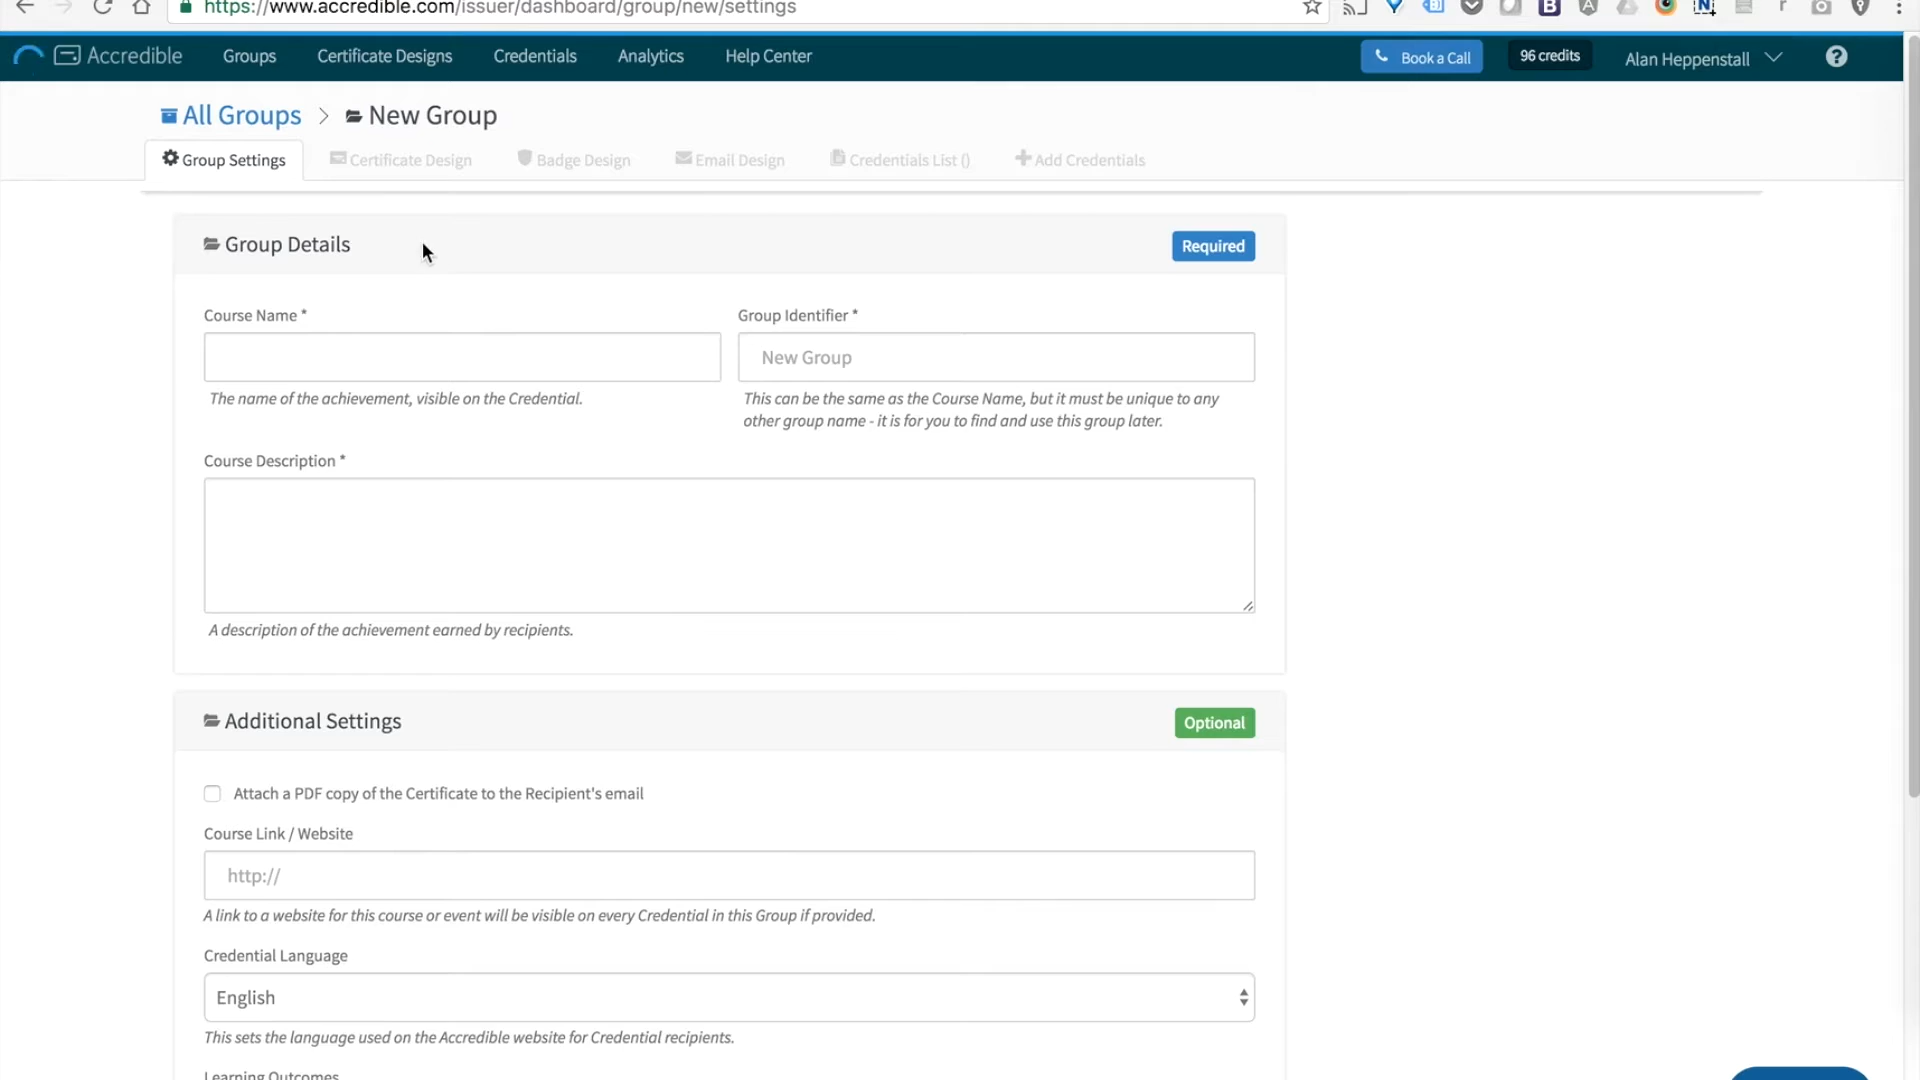 https://www.accredible.com/issuer/dashboard/group/new/settings
Accredible Groups Certificate Designs Credentials Analytics Help Center Book a Call 96 credits Alan Heppenstall
All Groups > New Group
Group Settings Certificate Design Badge Design Email Design Credentials List () Add Credentials
Group Details Required
Course Name * Group Identifier *
New Group
The name of the achievement, visible on the Credential. This can be the same as the Course Name, but it must be unique to any
other group name - it is for you to find and use this group later.
Course Description *
A description of the achievement earned by recipients.
Additional Settings Optional
Attach a PDF copy of the Certificate to the Recipient's email
Course Link / Website
http://
A link to a website for this course or event will be visible on every Credential in this Group if provided.
Credential Language
English
This sets the language used on the Accredible website for Credential recipients.
Learning Outcomes